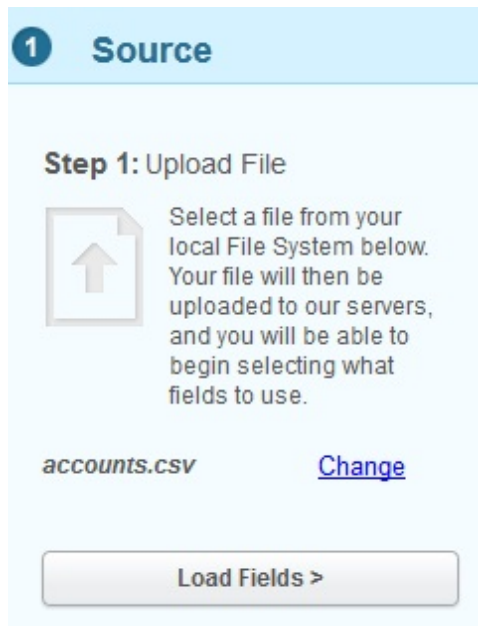 1 Source
Step 1: Upload File
Select a file from your
local File System below.
Your file will then be
uploaded to our servers,
and you will be able to
begin selecting what
fields to use.
accounts.csv Change
Load Fields >